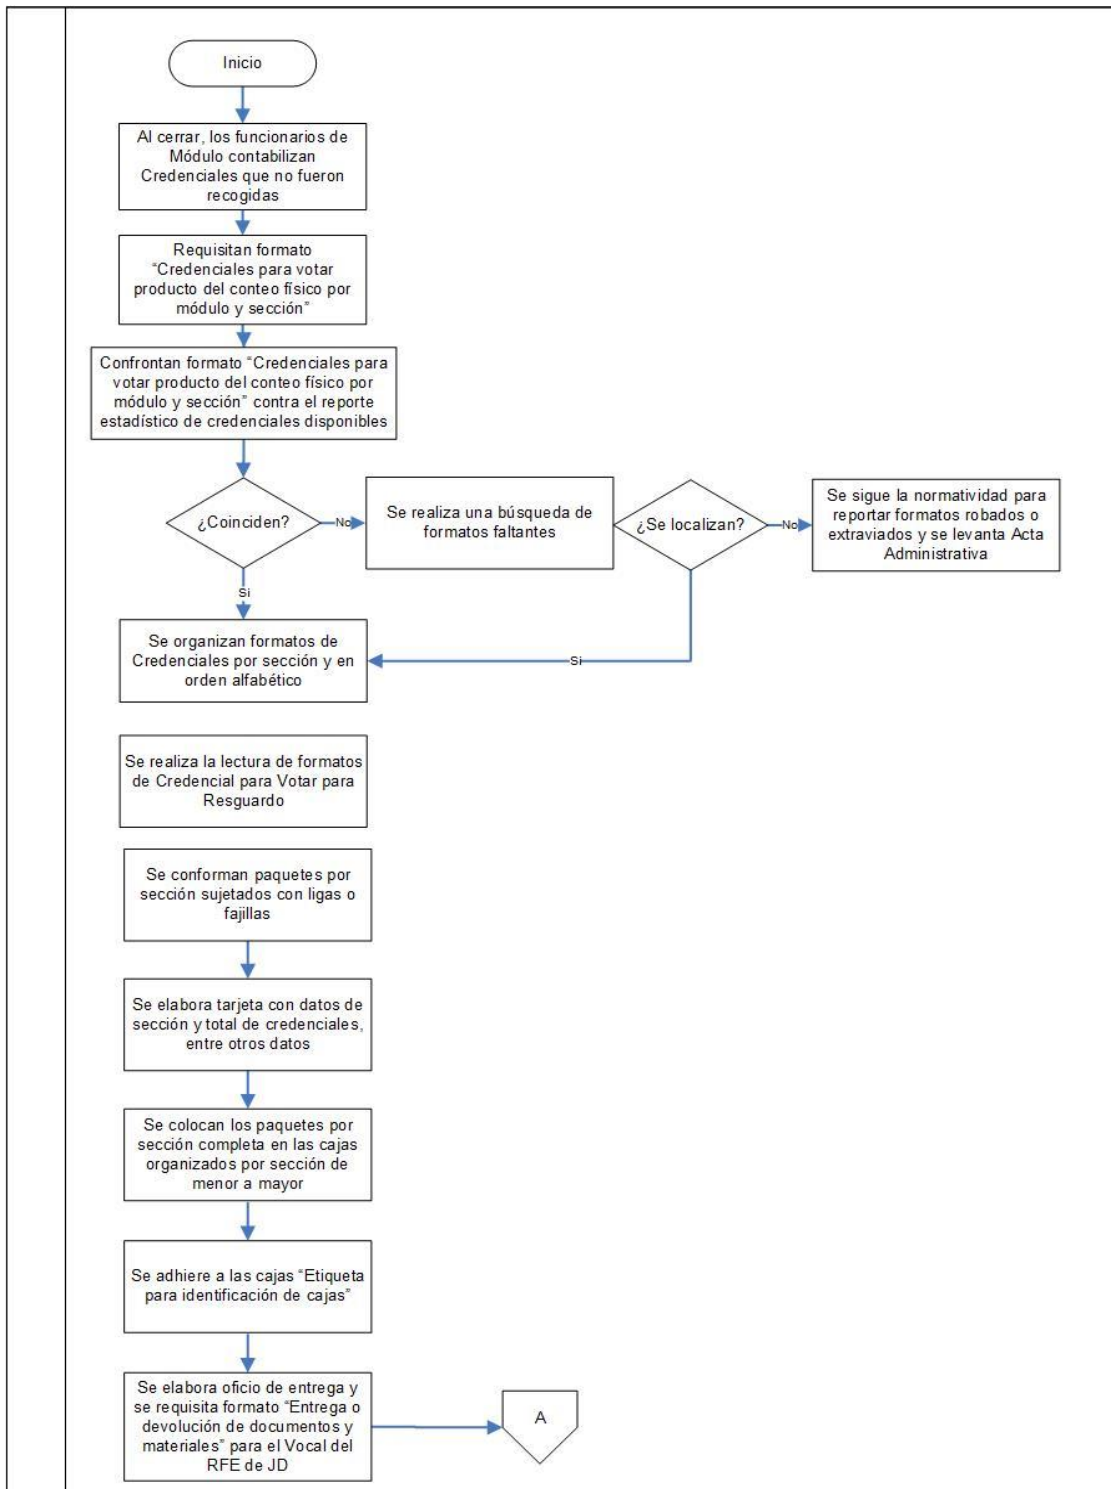 Inicio
Al cerrar, los funcionarios de
Módulo contabilizan
Credenciales que no fueron
recogidas
Requisitan formato
“Credenciales para votar
producto del conteo físico por
módulo y sección”
Confrontan formato “Credenciales para
votar producto del conteo físico por
módulo y sección” contra el reporte
estadístico de credenciales disponibles
¿Coinciden?
No
Se realiza una búsqueda de
formatos faltantes
¿Se localizan?
No
Se sigue la normatividad para
reportar formatos robados o
extraviados y se levanta Acta
Administrativa
Si
Se organizan formatos de
Credenciales por sección y en
orden alfabético
Si
Se realiza la lectura de formatos
de Credencial para Votar para
Resguardo
Se conforman paquetes por
sección sujetados con ligas o
fajillas
Se elabora tarjeta con datos de
sección y total de credenciales,
entre otros datos
Se colocan los paquetes por
sección completa en las cajas
organizados por sección de
menor a mayor
Se adhiere a las cajas “Etiqueta
para identificación de cajas”
Se elabora oficio de entrega y
se requisita formato “Entrega o
devolución de documentos y
materiales” para el Vocal del
RFE de JD
A